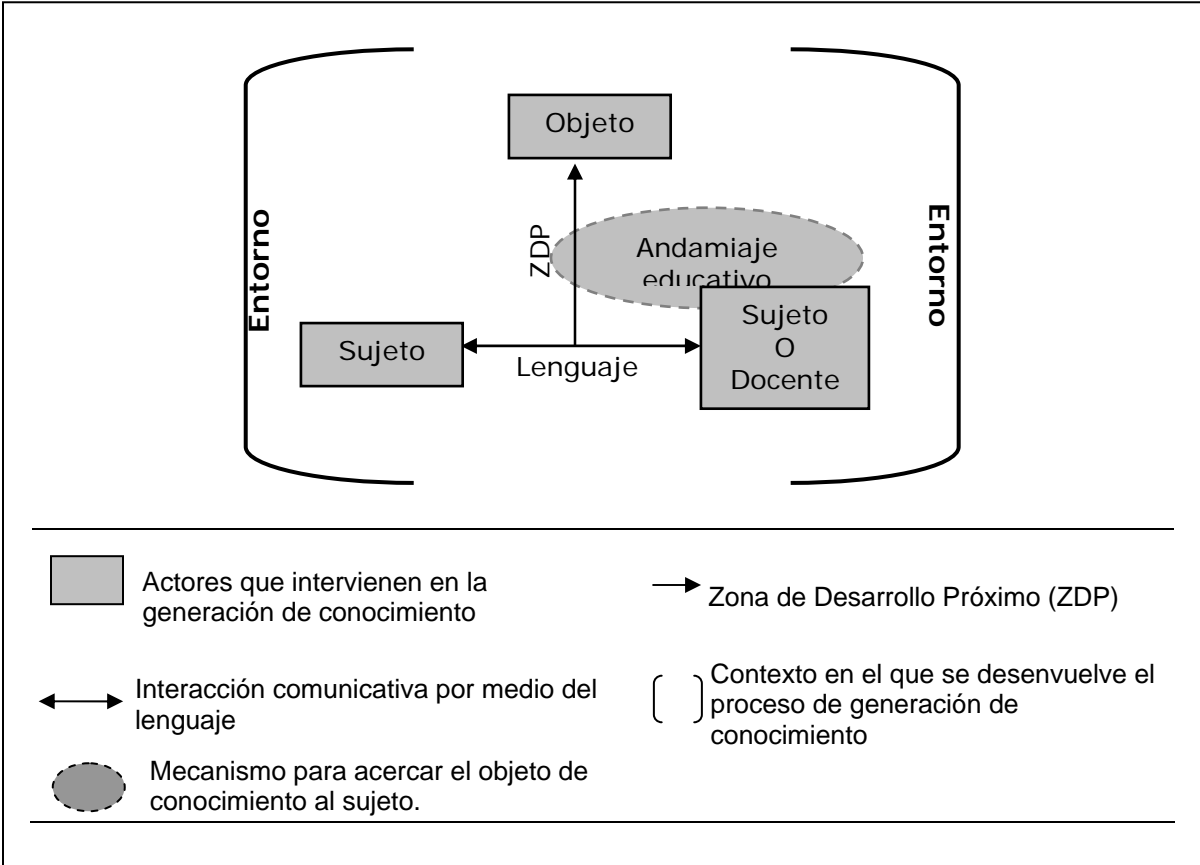 Objeto
Entorno
ZDP
Andamiaje
educativo
Entorno
Sujeto
Lenguaje
Sujeto
O
Docente
Actores que intervienen en la
generación de conocimiento
Zona de Desarrollo Próximo (ZDP)
Interacción comunicativa por medio del
lenguaje
Contexto en el que se desenvuelve el
proceso de generación de
conocimiento
Mecanismo para acercar el objeto de
conocimiento al sujeto.